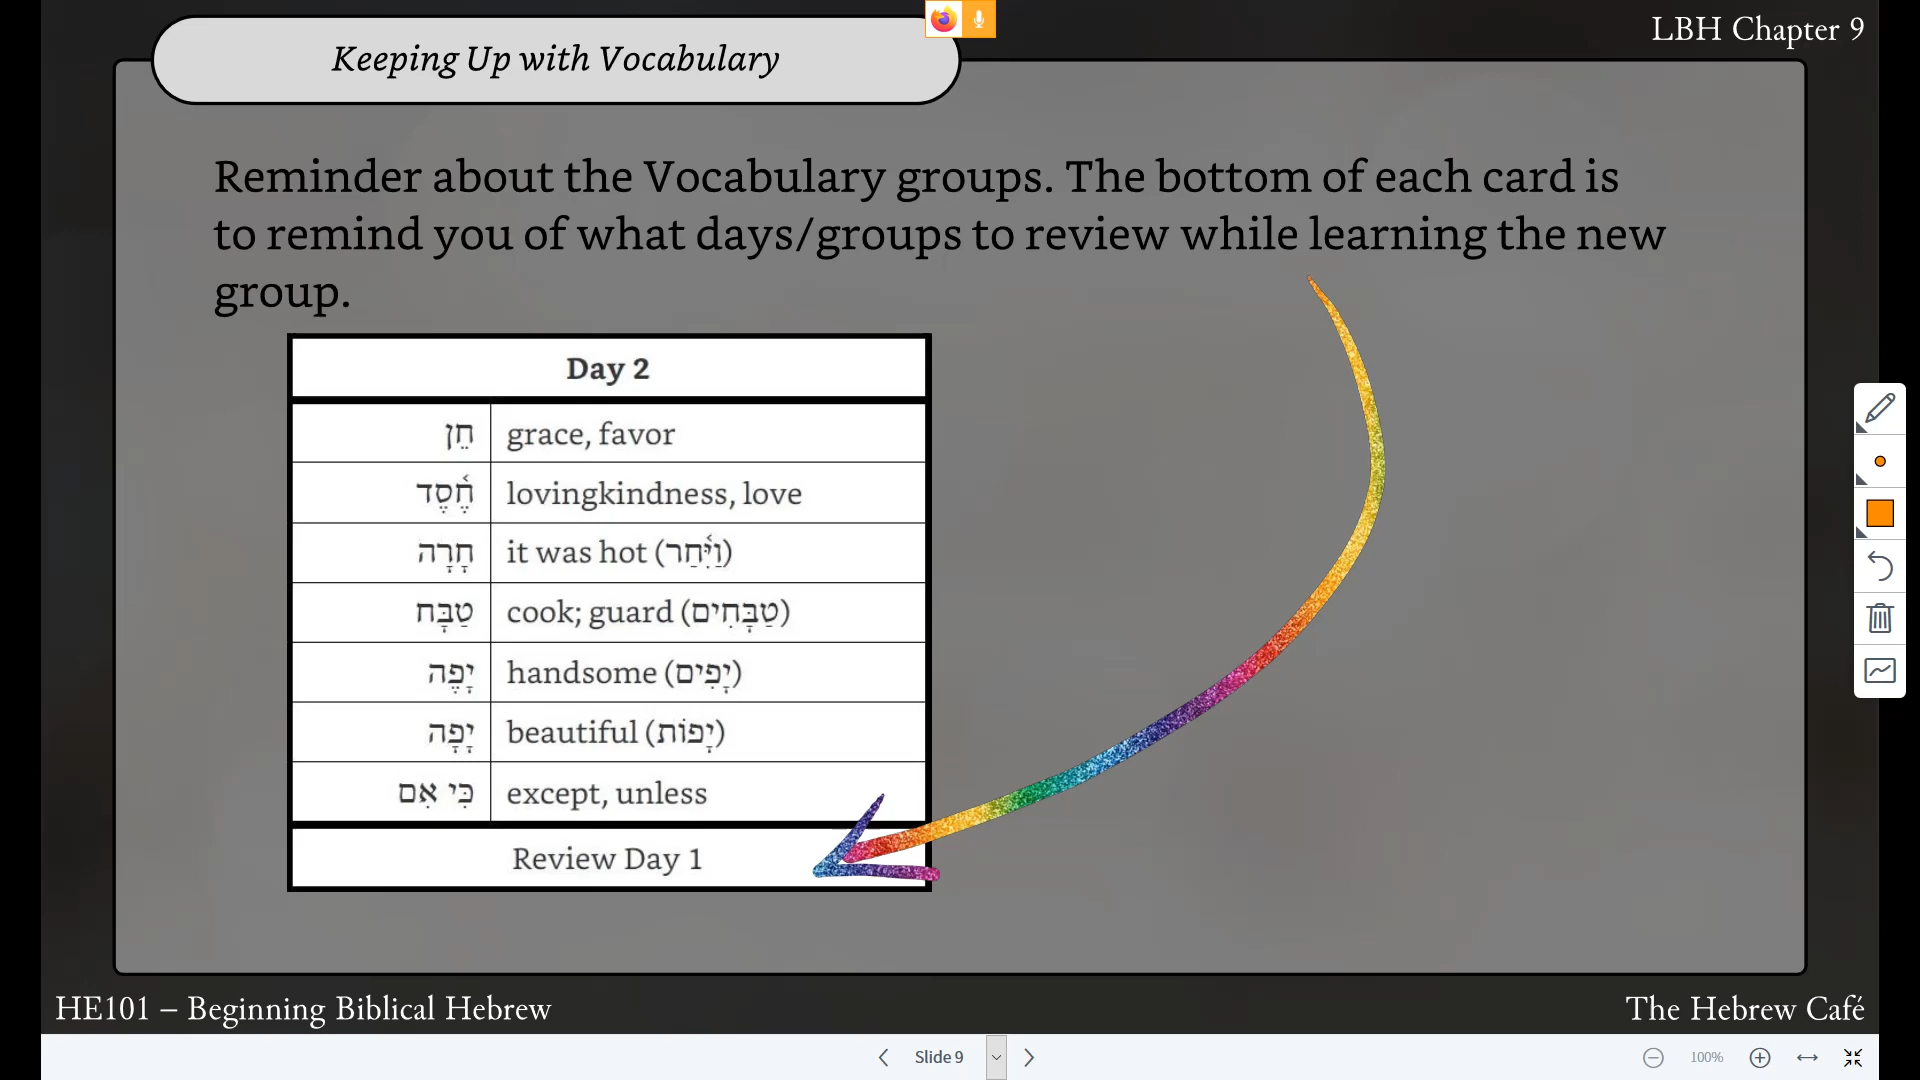 LBH Chapter 9
Keeping Up with Vocabulary
Reminder about the Vocabulary groups. The bottom of each card is
to remind you of what days/groups to review while learning the new
group.
Day 2
חֵן grace, favor
חֶ֫סֶד lovingkindness, love
חָרָה it was hot (וַיִּ֫חַר)
טַבָּח cook; guard (טַבָּחִים)
יָפֶה handsome (יָפִים)
יָפָה beautiful (יָפוֹת)
כִּי אִם except, unless
Review Day 1
HE101 – Beginning Biblical Hebrew
The Hebrew Café
Slide 9
100%